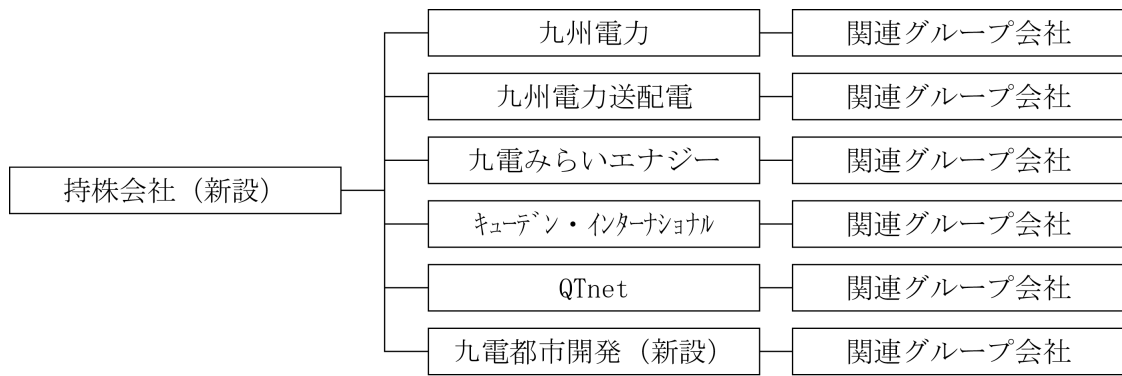 九州電力 関連グループ会社
九州電力送配電 関連グループ会社
九電みらいエナジー 関連グループ会社
持株会社（新設）
ｷｭｰﾃﾞﾝ・ｲﾝﾀｰﾅｼｮﾅﾙ 関連グループ会社
QTnet 関連グループ会社
九電都市開発（新設） 関連グループ会社